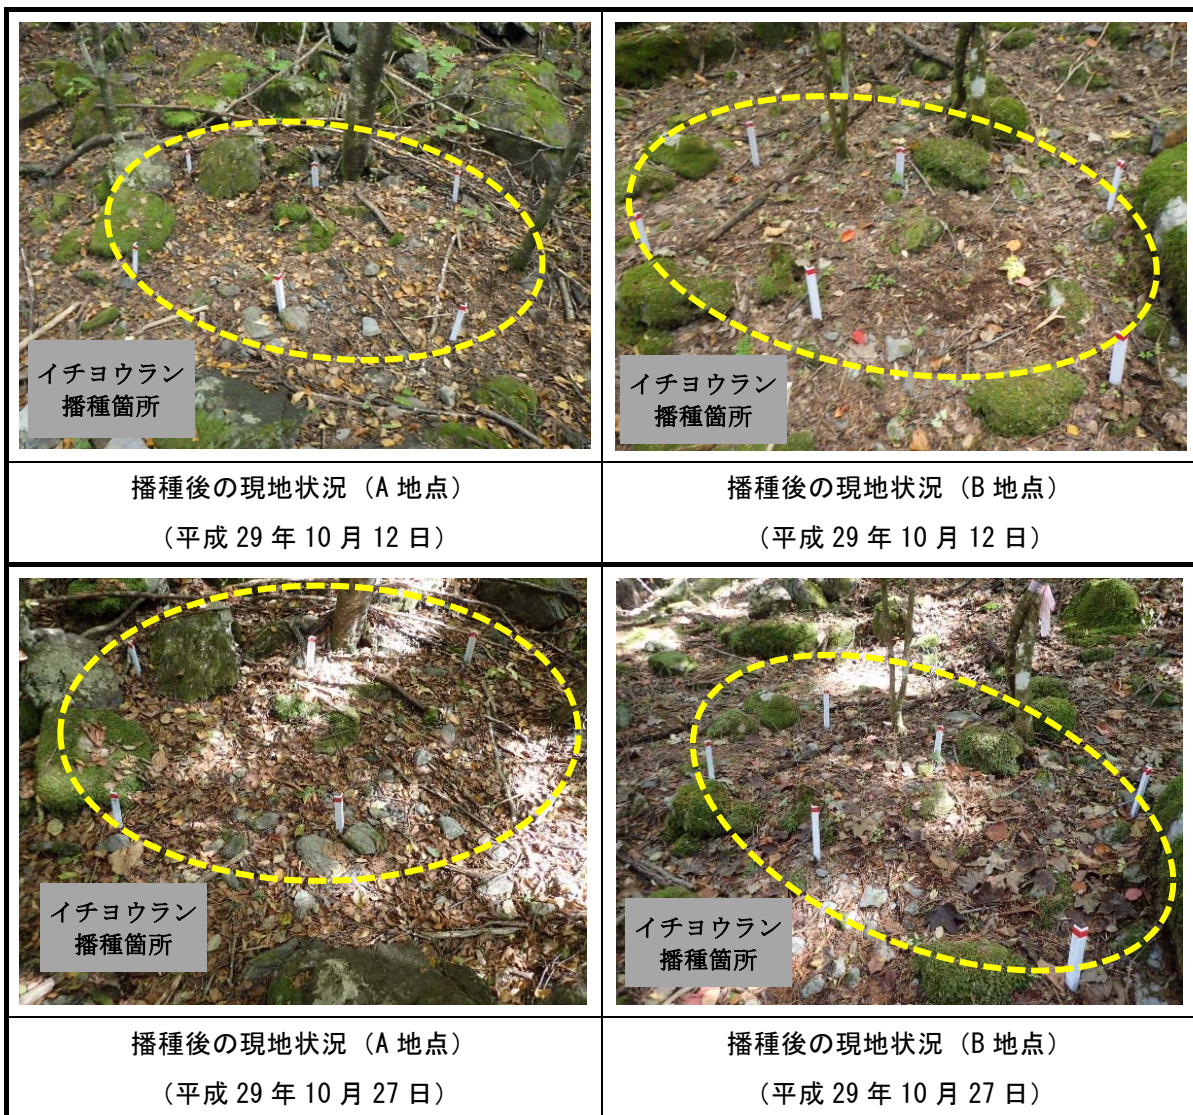 イチョウラン
播種箇所
イチョウラン
播種箇所
播種後の現地状況（A 地点）
（平成 29 年 10 月 12 日）
播種後の現地状況（B 地点）
（平成 29 年 10 月 12 日）
イチョウラン
播種箇所
イチョウラン
播種箇所
播種後の現地状況（A 地点）
（平成 29 年 10 月 27 日）
播種後の現地状況（B 地点）
（平成 29 年 10 月 27 日）